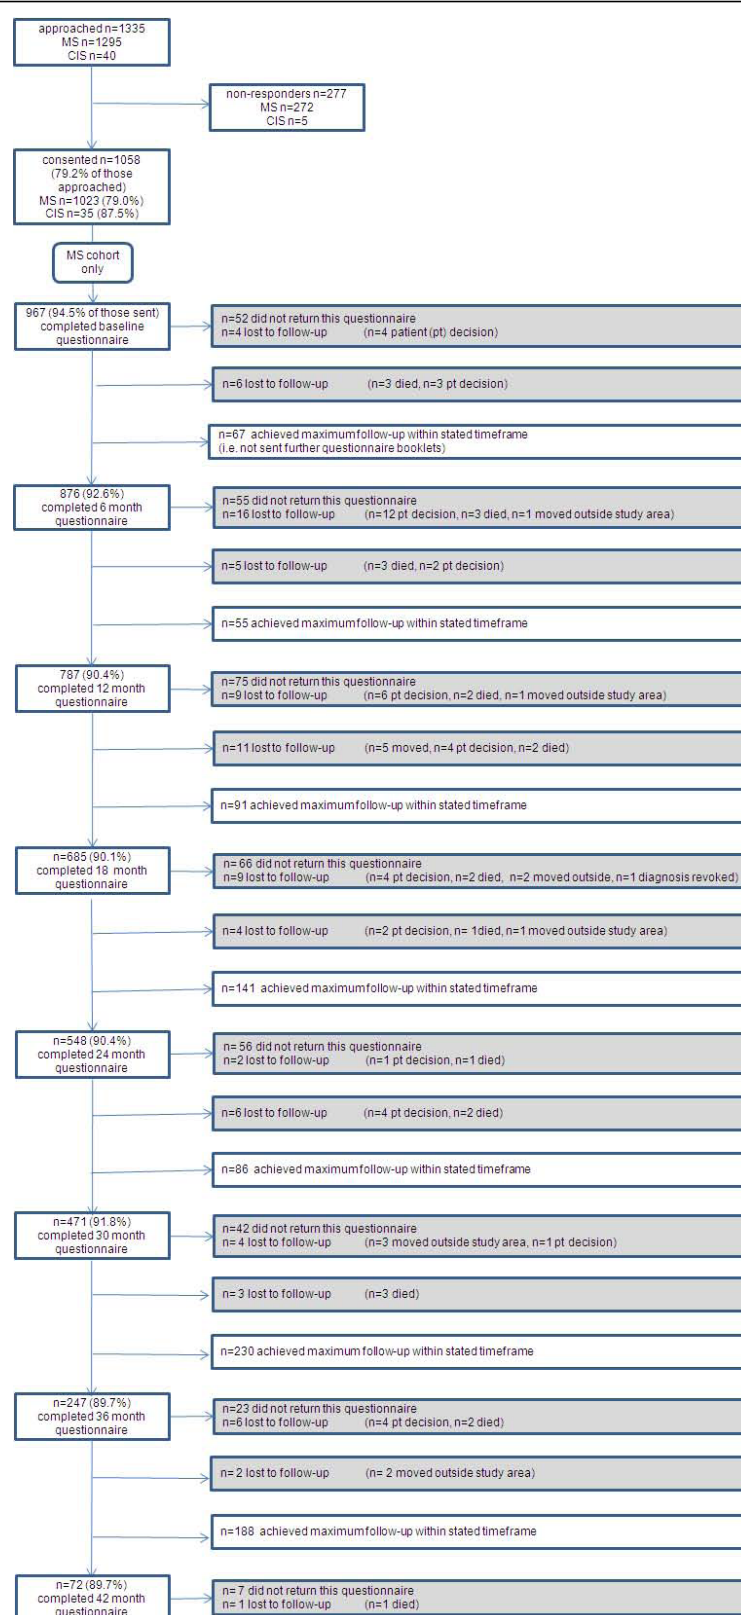 approached n=1335
MS n=1295
CIS n=40
non-responders n=277
MS n=272
CIS n=5
consented n=1058
(79.2% of those
approached)
MS n=1023 (79.0%)
CIS n=35 (87.5%)
MS cohort
only
967 (94.5% of those sent)
completed baseline
questionnaire
n=52 did not return this questionnaire
n=4 lost to follow-up (n=4 patient (pt) decision)
n=6 lost to follow-up (n=3 died, n=3 pt decision)
n=67 achieved maximum follow-up within stated timeframe
(i.e. not sent further questionnaire booklets)
876 (92.6%)
completed 6 month
questionnaire
n=55 did not return this questionnaire
n=16 lost to follow-up (n=12 pt decision, n=3 died, n=1 moved outside study area)
n=5 lost to follow-up (n=3 died, n=2 pt decision)
n=55 achieved maximum follow-up within stated timeframe
787 (90.4%)
completed 12 month
questionnaire
n=75 did not return this questionnaire
n=9 lost to follow-up (n=6 pt decision, n=2 died, n=1 moved outside study area)
n=11 lost to follow-up (n=5 moved, n=4 pt decision, n=2 died)
n=91 achieved maximum follow-up within stated timeframe
n=685 (90.1%)
completed 18 month
questionnaire
n= 66 did not return this questionnaire
n=9 lost to follow-up (n=4 pt decision, n=2 died, n=2 moved outside, n=1 diagnosis revoked)
n=4 lost to follow-up (n=2 pt decision, n= 1died, n=1 moved outside study area)
n=141 achieved maximum follow-up within stated timeframe
n=548 (90.4%)
completed 24 month
questionnaire
n= 56 did not return this questionnaire
n=2 lost to follow-up (n=1 pt decision, n=1 died)
n=6 lost to follow-up (n=4 pt decision, n=2 died)
n=86 achieved maximum follow-up within stated timeframe
n=471 (91.8%)
completed 30 month
questionnaire
n=42 did not return this questionnaire
n= 4 lost to follow-up (n=3 moved outside study area, n=1 pt decision)
n= 3 lost to follow-up (n=3 died)
n=230 achieved maximum follow-up within stated timeframe
n=247 (89.7%)
completed 36 month
questionnaire
n=23 did not return this questionnaire
n=6 lost to follow-up (n=4 pt decision, n=2 died)
n= 2 lost to follow-up (n= 2 moved outside study area)
n=188 achieved maximum follow-up within stated timeframe
n=72 (89.7%)
completed 42 month
questionnaire
n= 7 did not return this questionnaire
n= 1 lost to follow-up (n=1 died)